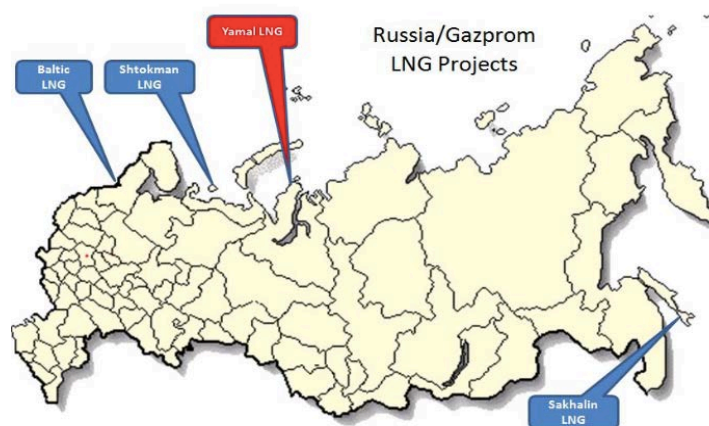 Yamal LNG
Russia/Gazprom
LNG Projects
Baltic
LNG
Shtokman
LNG
Sakhalin
LNG